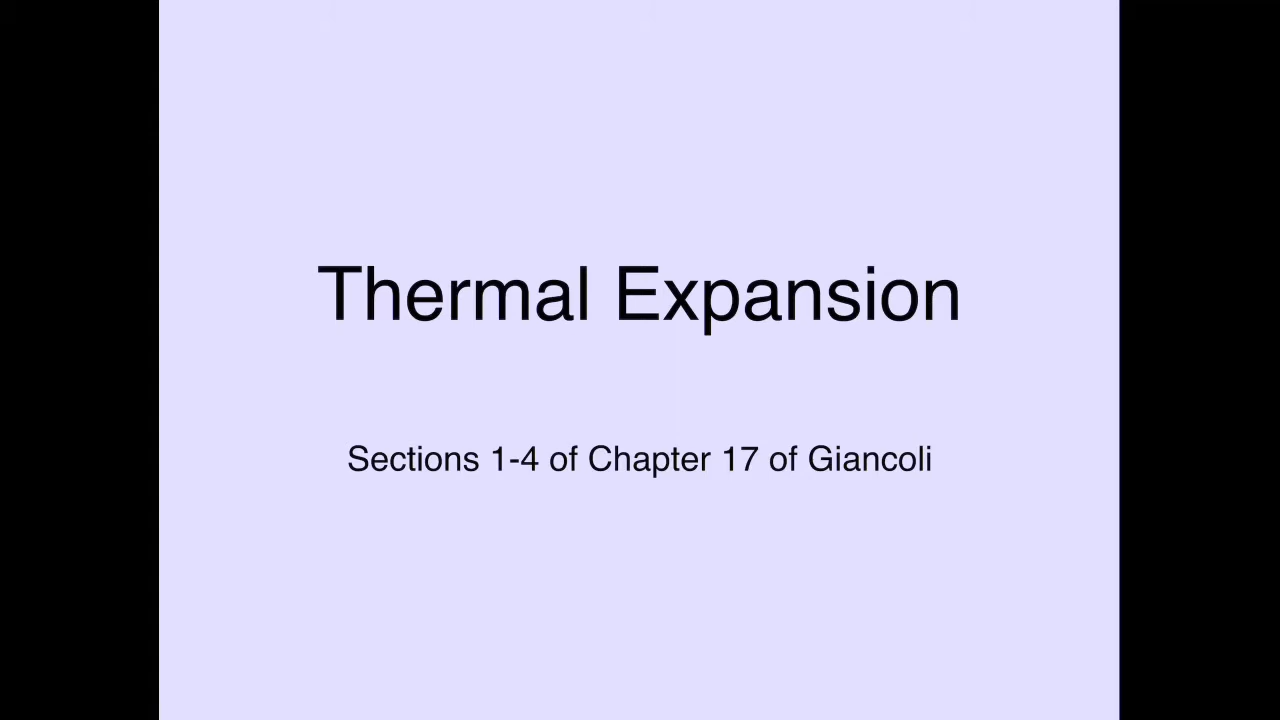 Thermal Expansion
Sections 1-4 of Chapter 17 of Giancoli